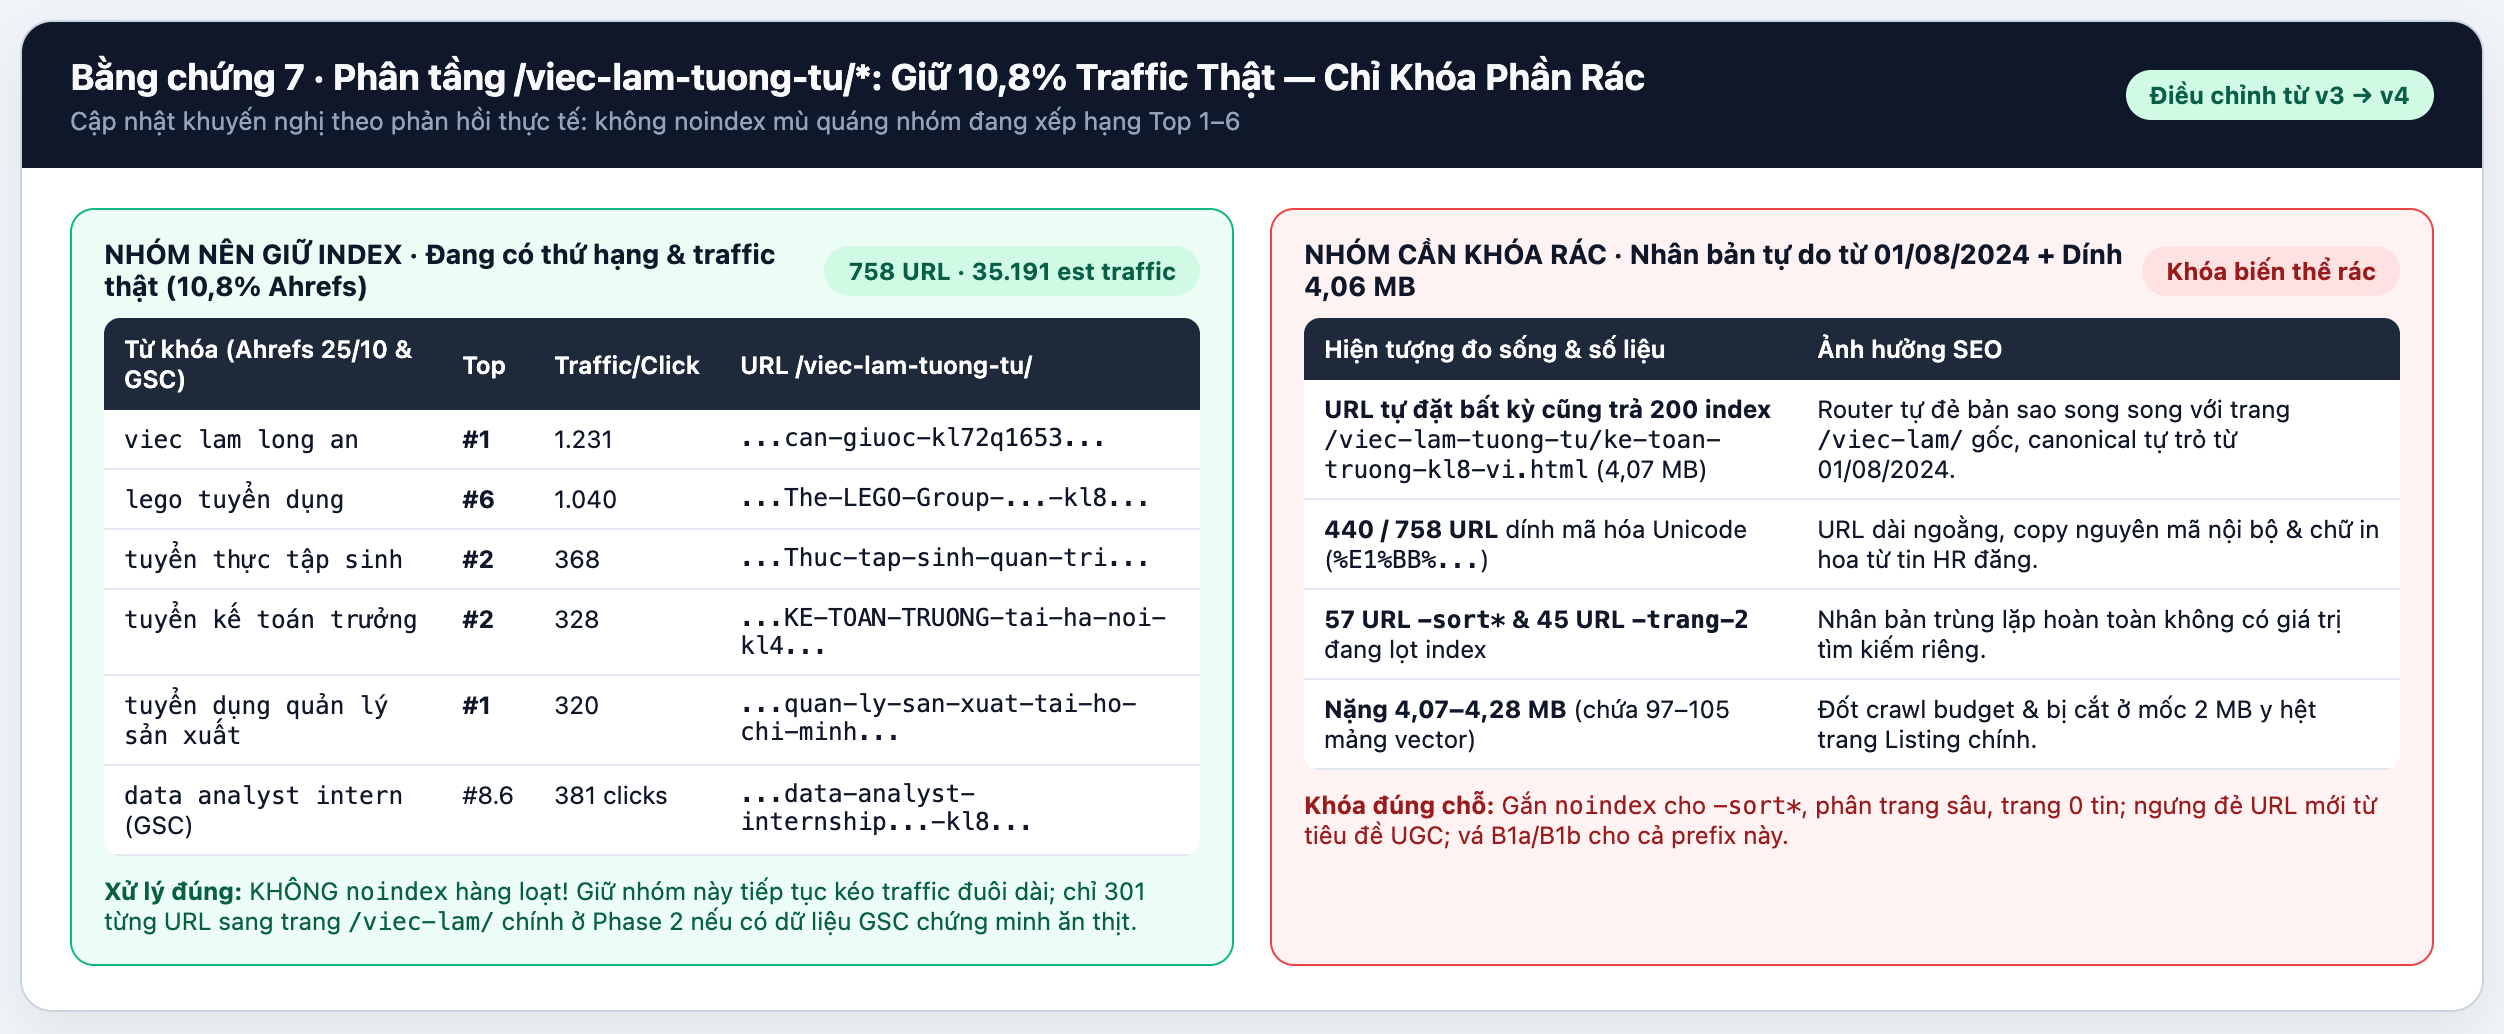 Bằng chứng 7 · Phân tầng /viec-lam-tuong-tu/*: Giữ 10,8% Traffic Thật — Chỉ Khóa Phần Rác
Cập nhật khuyến nghị theo phản hồi thực tế: không noindex mù quáng nhóm đang xếp hạng Top 1–6
Điều chỉnh từ v3 → v4
NHÓM NÊN GIỮ INDEX · Đang có thứ hạng & traffic
thật (10,8% Ahrefs)
758 URL · 35.191 est traffic
Từ khóa (Ahrefs 25/10 &
GSC)
Top
Traffic/Click
URL /viec-lam-tuong-tu/
viec lam long an
#1
1.231
...can-giuoc-kl72q1653...
lego tuyển dụng
#6
1.040
...The-LEGO-Group-...-kl8...
tuyển thực tập sinh
#2
368
...Thuc-tap-sinh-quan-tri...
tuyển kế toán trưởng
#2
328
...KE-TOAN-TRUONG-tai-ha-noi-
kl4...
tuyển dụng quản lý
sản xuất
#1
320
...quan-ly-san-xuat-tai-ho-
chi-minh...
data analyst intern
(GSC)
#8.6
381 clicks
...data-analyst-
internship...-kl8...
Xử lý đúng: KHÔNG noindex hàng loạt! Giữ nhóm này tiếp tục kéo traffic đuôi dài; chỉ 301
từng URL sang trang /viec-lam/ chính ở Phase 2 nếu có dữ liệu GSC chứng minh ăn thịt.
NHÓM CẦN KHÓA RÁC · Nhân bản tự do từ 01/08/2024 + Dính
4,06 MB
Khóa biến thể rác
Hiện tượng đo sống & số liệu
Ảnh hưởng SEO
URL tự đặt bất kỳ cũng trả 200 index
/viec-lam-tuong-tu/ke-toan-
truong-kl8-vi.html (4,07 MB)
Router tự đẻ bản sao song song với trang
/viec-lam/ gốc, canonical tự trỏ từ
01/08/2024.
440 / 758 URL dính mã hóa Unicode
(%E1%BB%...)
URL dài ngoằng, copy nguyên mã nội bộ & chữ in
hoa từ tin HR đăng.
57 URL -sort* & 45 URL -trang-2
đang lọt index
Nhân bản trùng lặp hoàn toàn không có giá trị
tìm kiếm riêng.
Nặng 4,07–4,28 MB (chứa 97–105
mảng vector)
Đốt crawl budget & bị cắt ở mốc 2 MB y hệt
trang Listing chính.
Khóa đúng chỗ: Gắn noindex cho -sort*, phân trang sâu, trang 0 tin; ngưng đẻ URL mới từ
tiêu đề UGC; vá B1a/B1b cho cả prefix này.